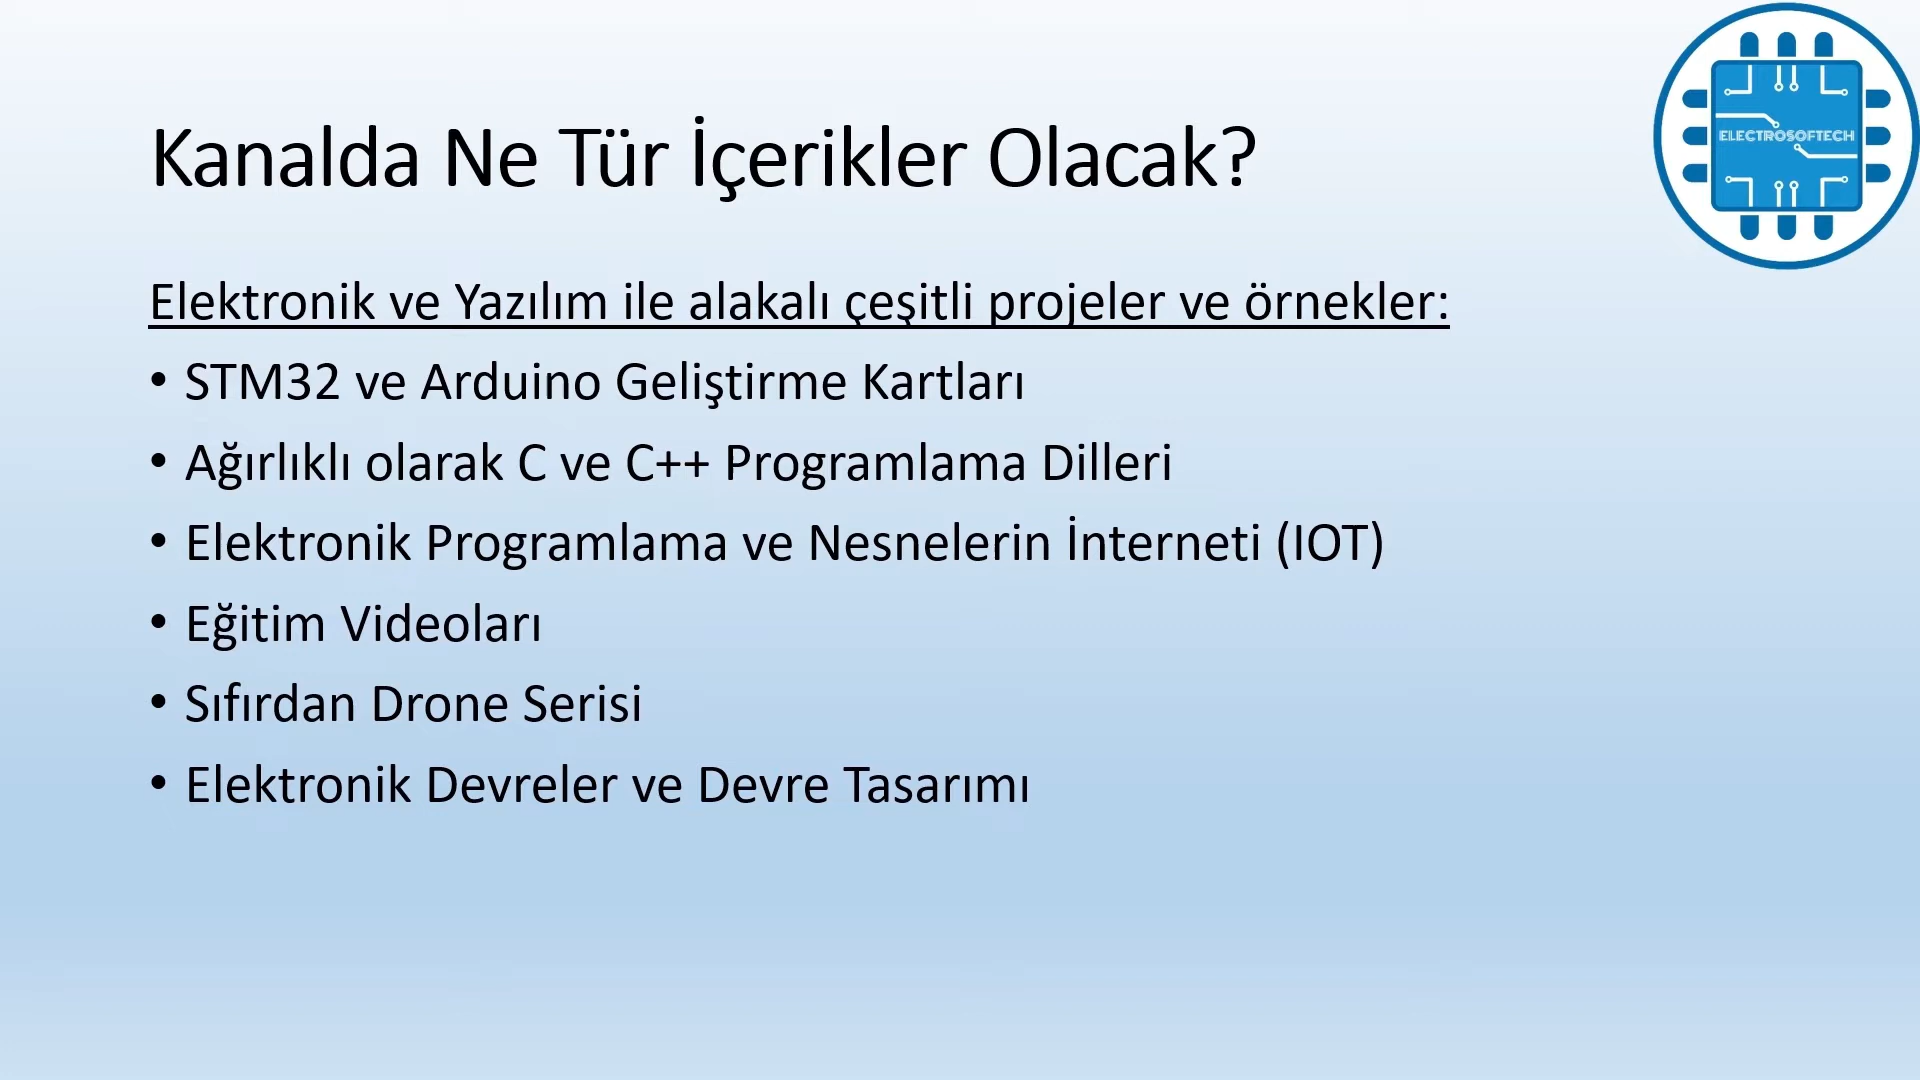 ELECTROSOFTECH
Kanalda Ne Tür İçerikler Olacak?
Elektronik ve Yazılım ile alakalı çeşitli projeler ve örnekler:
• STM32 ve Arduino Geliştirme Kartları
• Ağırlıklı olarak C ve C++ Programlama Dilleri
• Elektronik Programlama ve Nesnelerin İnterneti (IOT)
• Eğitim Videoları
• Sıfırdan Drone Serisi
• Elektronik Devreler ve Devre Tasarımı